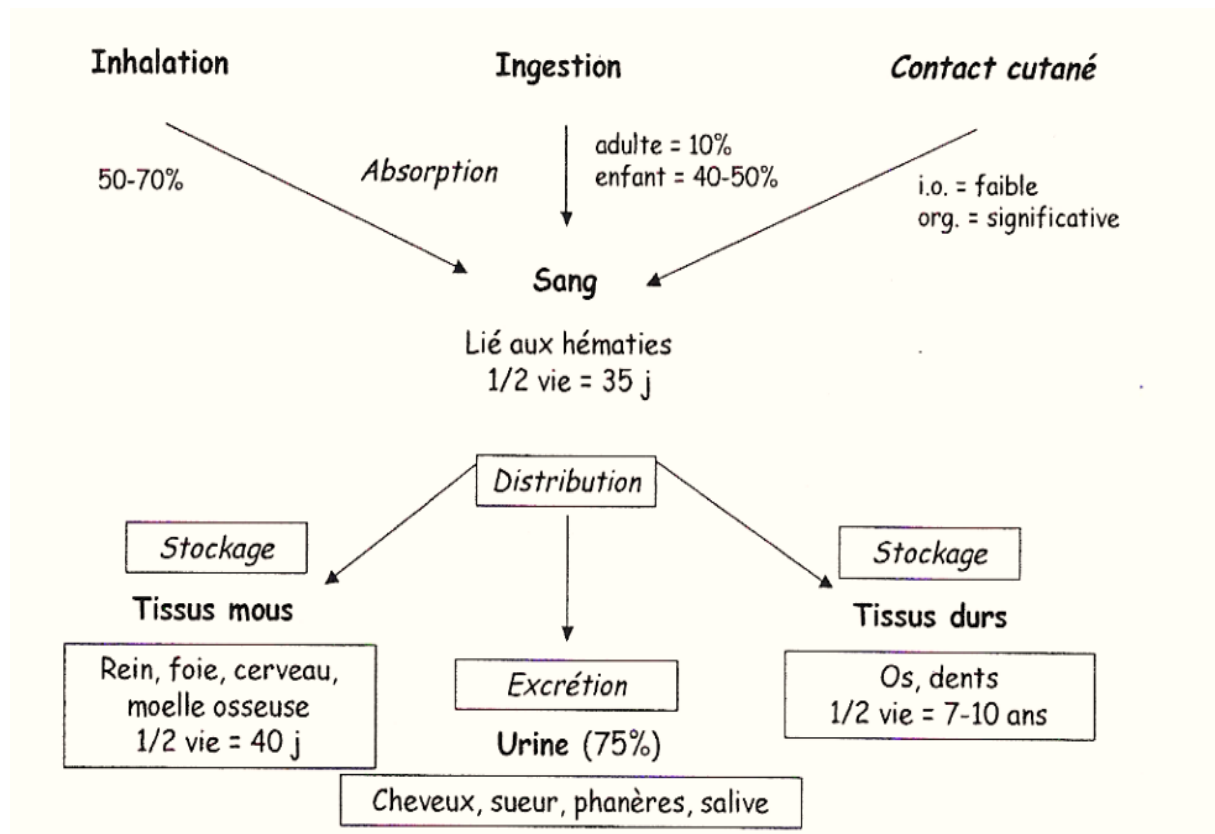 Inhalation
Ingestion
Contact cutané
50-70%
Absorption
adulte = 10%
enfant = 40-50%
i.o. = faible
org. = significative
Sang
Lié aux hématies
1/2 vie = 35 j
Distribution
Stockage
Stockage
Tissus mous
Tissus durs
Rein, foie, cerveau,
moelle osseuse
1/2 vie = 40 j
Excrétion
Os, dents
1/2 vie = 7-10 ans
Urine (75%)
Cheveux, sueur, phanères, salive